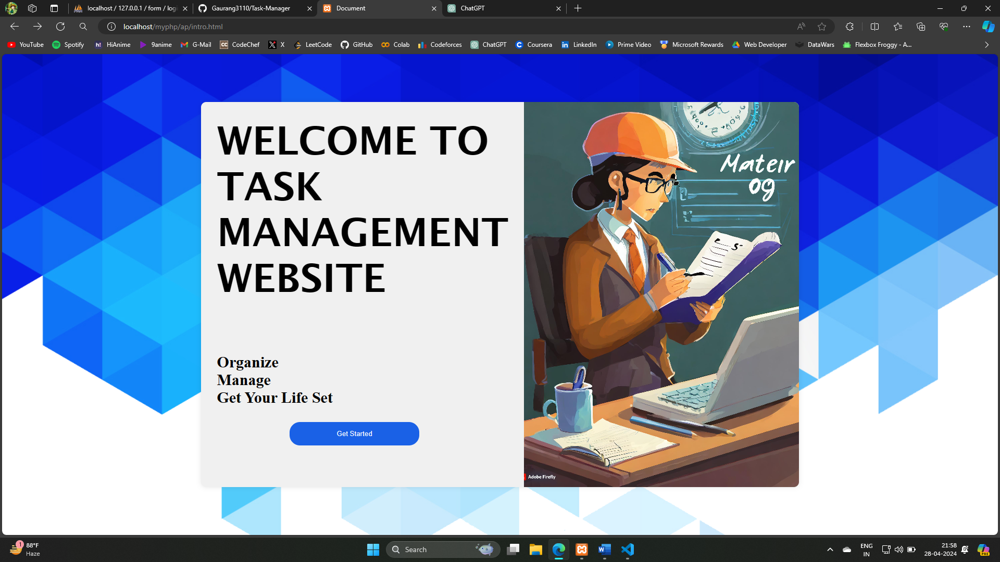 localhost / 127.0.0.1 / form / logi
Gaurang3110/Task-Manager
Document
ChatGPT
localhost/myphp/ap/intro.html
YouTube
Spotify
HiAnime
9anime
G-Mail
CodeChef
X
LeetCode
GitHub
Colab
Codeforces
ChatGPT
Coursera
LinkedIn
Prime Video
Microsoft Rewards
Web Developer
DataWars
Flexbox Froggy - A...
WELCOME TO
TASK
MANAGEMENT
WEBSITE
Organize
Manage
Get Your Life Set
Get Started
Mateir
og
Adobe Firefly
1
88°F
Haze
Search
ENG
IN
21:58
28-04-2024